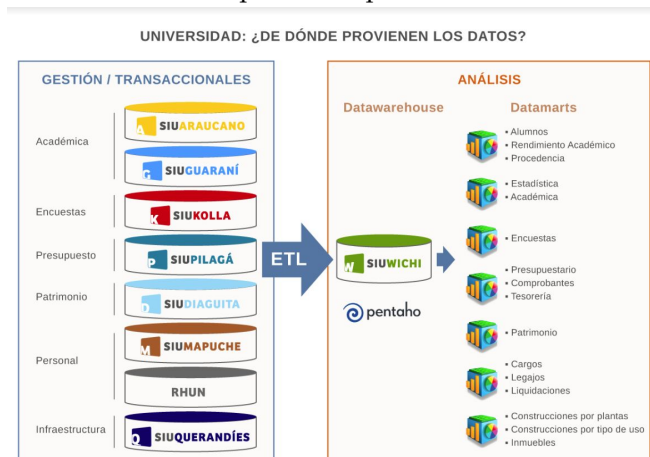 UNIVERSIDAD: ¿DE DÓNDE PROVIENEN LOS DATOS?
GESTIÓN / TRANSACCIONALES
Académica
A SIUARAUCANO
G SIUGUARANÍ
Encuestas
K SIUKOLLA
Presupuesto
P SIUPILAGÁ
Patrimonio
D SIUDIAGUITA
Personal
M SIUMAPUCHE
RHUN
Infraestructura
Q SIUQUERANDÍES
ETL
ANÁLISIS
Datawarehouse
W SIUWICHI
pentaho
Datamarts
• Alumnos
• Rendimiento Académico
• Procedencia
• Estadística
• Académica
• Encuestas
• Presupuestario
• Comprobantes
• Tesorería
• Patrimonio
• Cargos
• Legajos
• Liquidaciones
• Construcciones por plantas
• Construcciones por tipo de uso
• Inmuebles